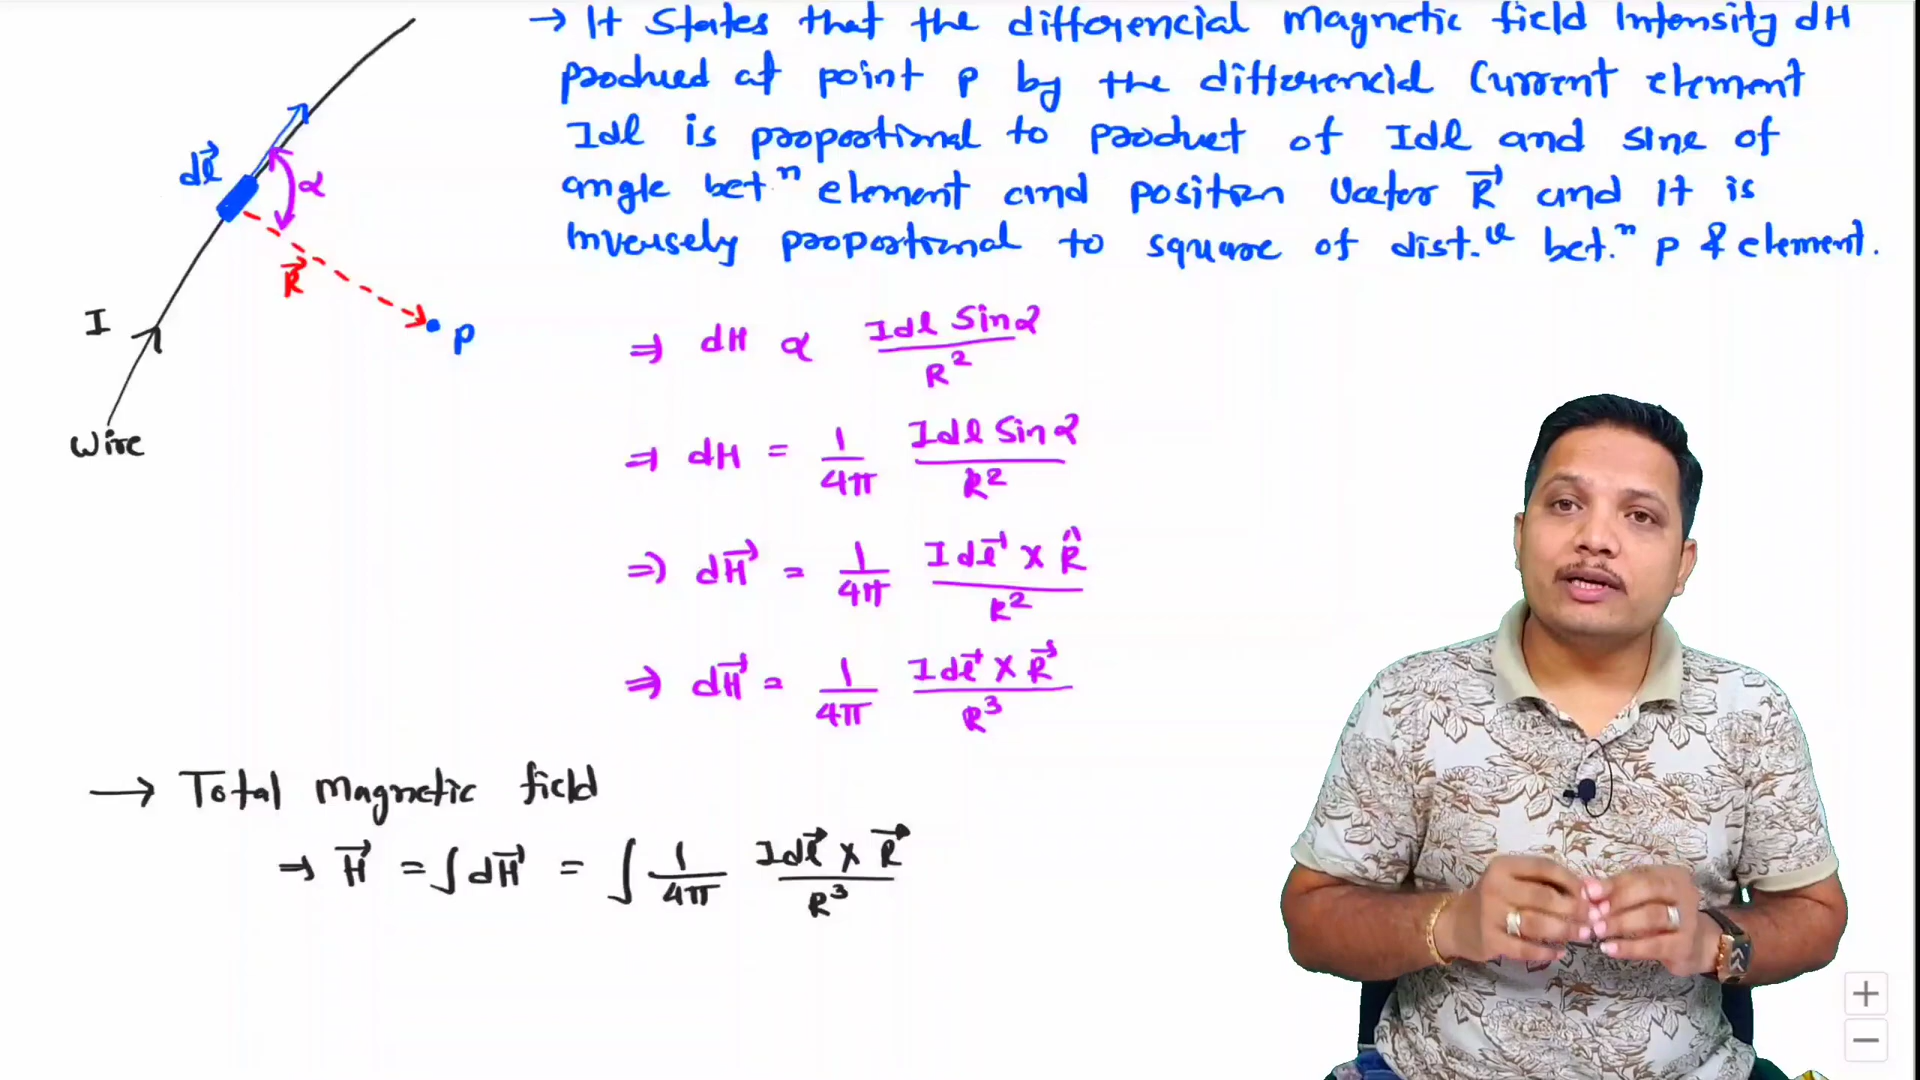 → It states that the differencial magnetic field Intensity dH
produed at point p by the differencid Current element
Idl is proportional to product of Idl and sine of
angle betⁿ element and position Vector R⃗ and It is
Inversely proportional to square of dist.ᵉ bet.ⁿ p & element.
dl⃗
α
R⃗
I
p
wire
⇒ dH α Idl Sinα / R²
⇒ dH = 1/4π Idl Sinα / R²
⇒ dH⃗ = 1/4π Idl⃗ × R̂ / R²
⇒ dH⃗ = 1/4π Idl⃗ × R⃗ / R³
→ Total magnetic field
⇒ H⃗ = ∫dH⃗ = ∫ 1/4π Idl⃗ × R⃗ / R³